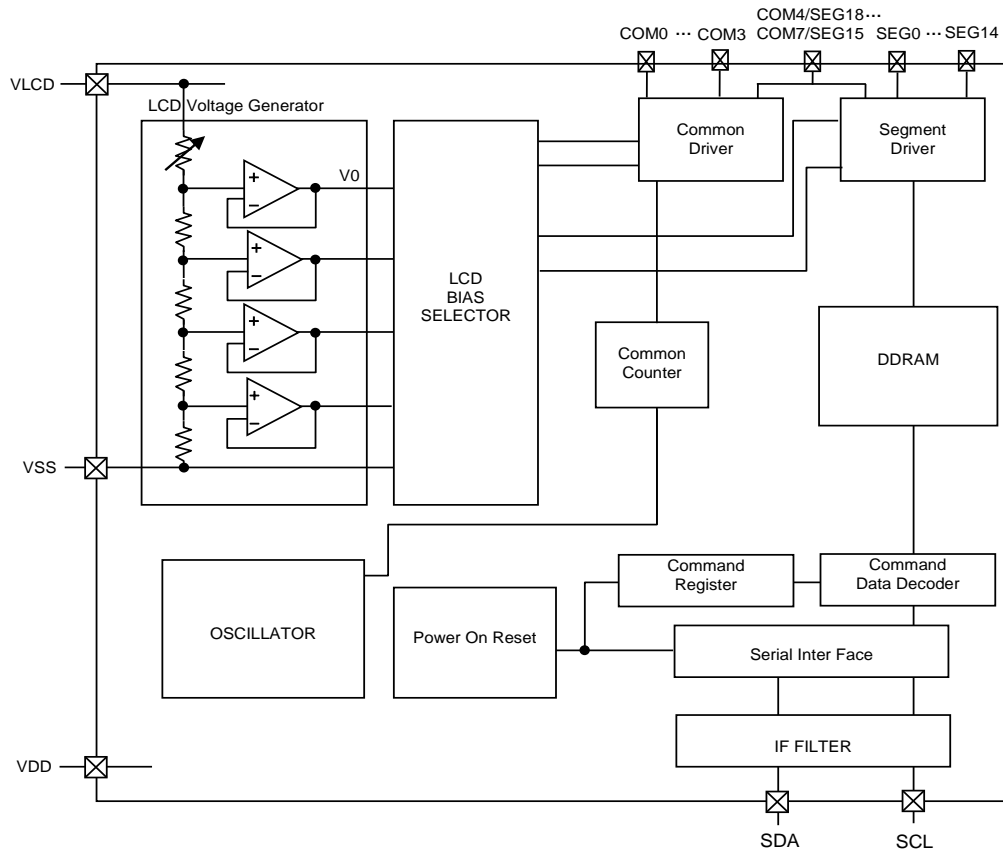 COM4/SEG18…
COM0 … COM3 COM7/SEG15 SEG0 … SEG14
VLCD
LCD Voltage Generator
Common
Driver
Segment
Driver
+
−
V0
+
−
+
−
+
−
LCD
BIAS
SELECTOR
Common
Counter
DDRAM
VSS
OSCILLATOR
Power On Reset
Command
Register
Command
Data Decoder
Serial Inter Face
IF FILTER
VDD
SDA
SCL